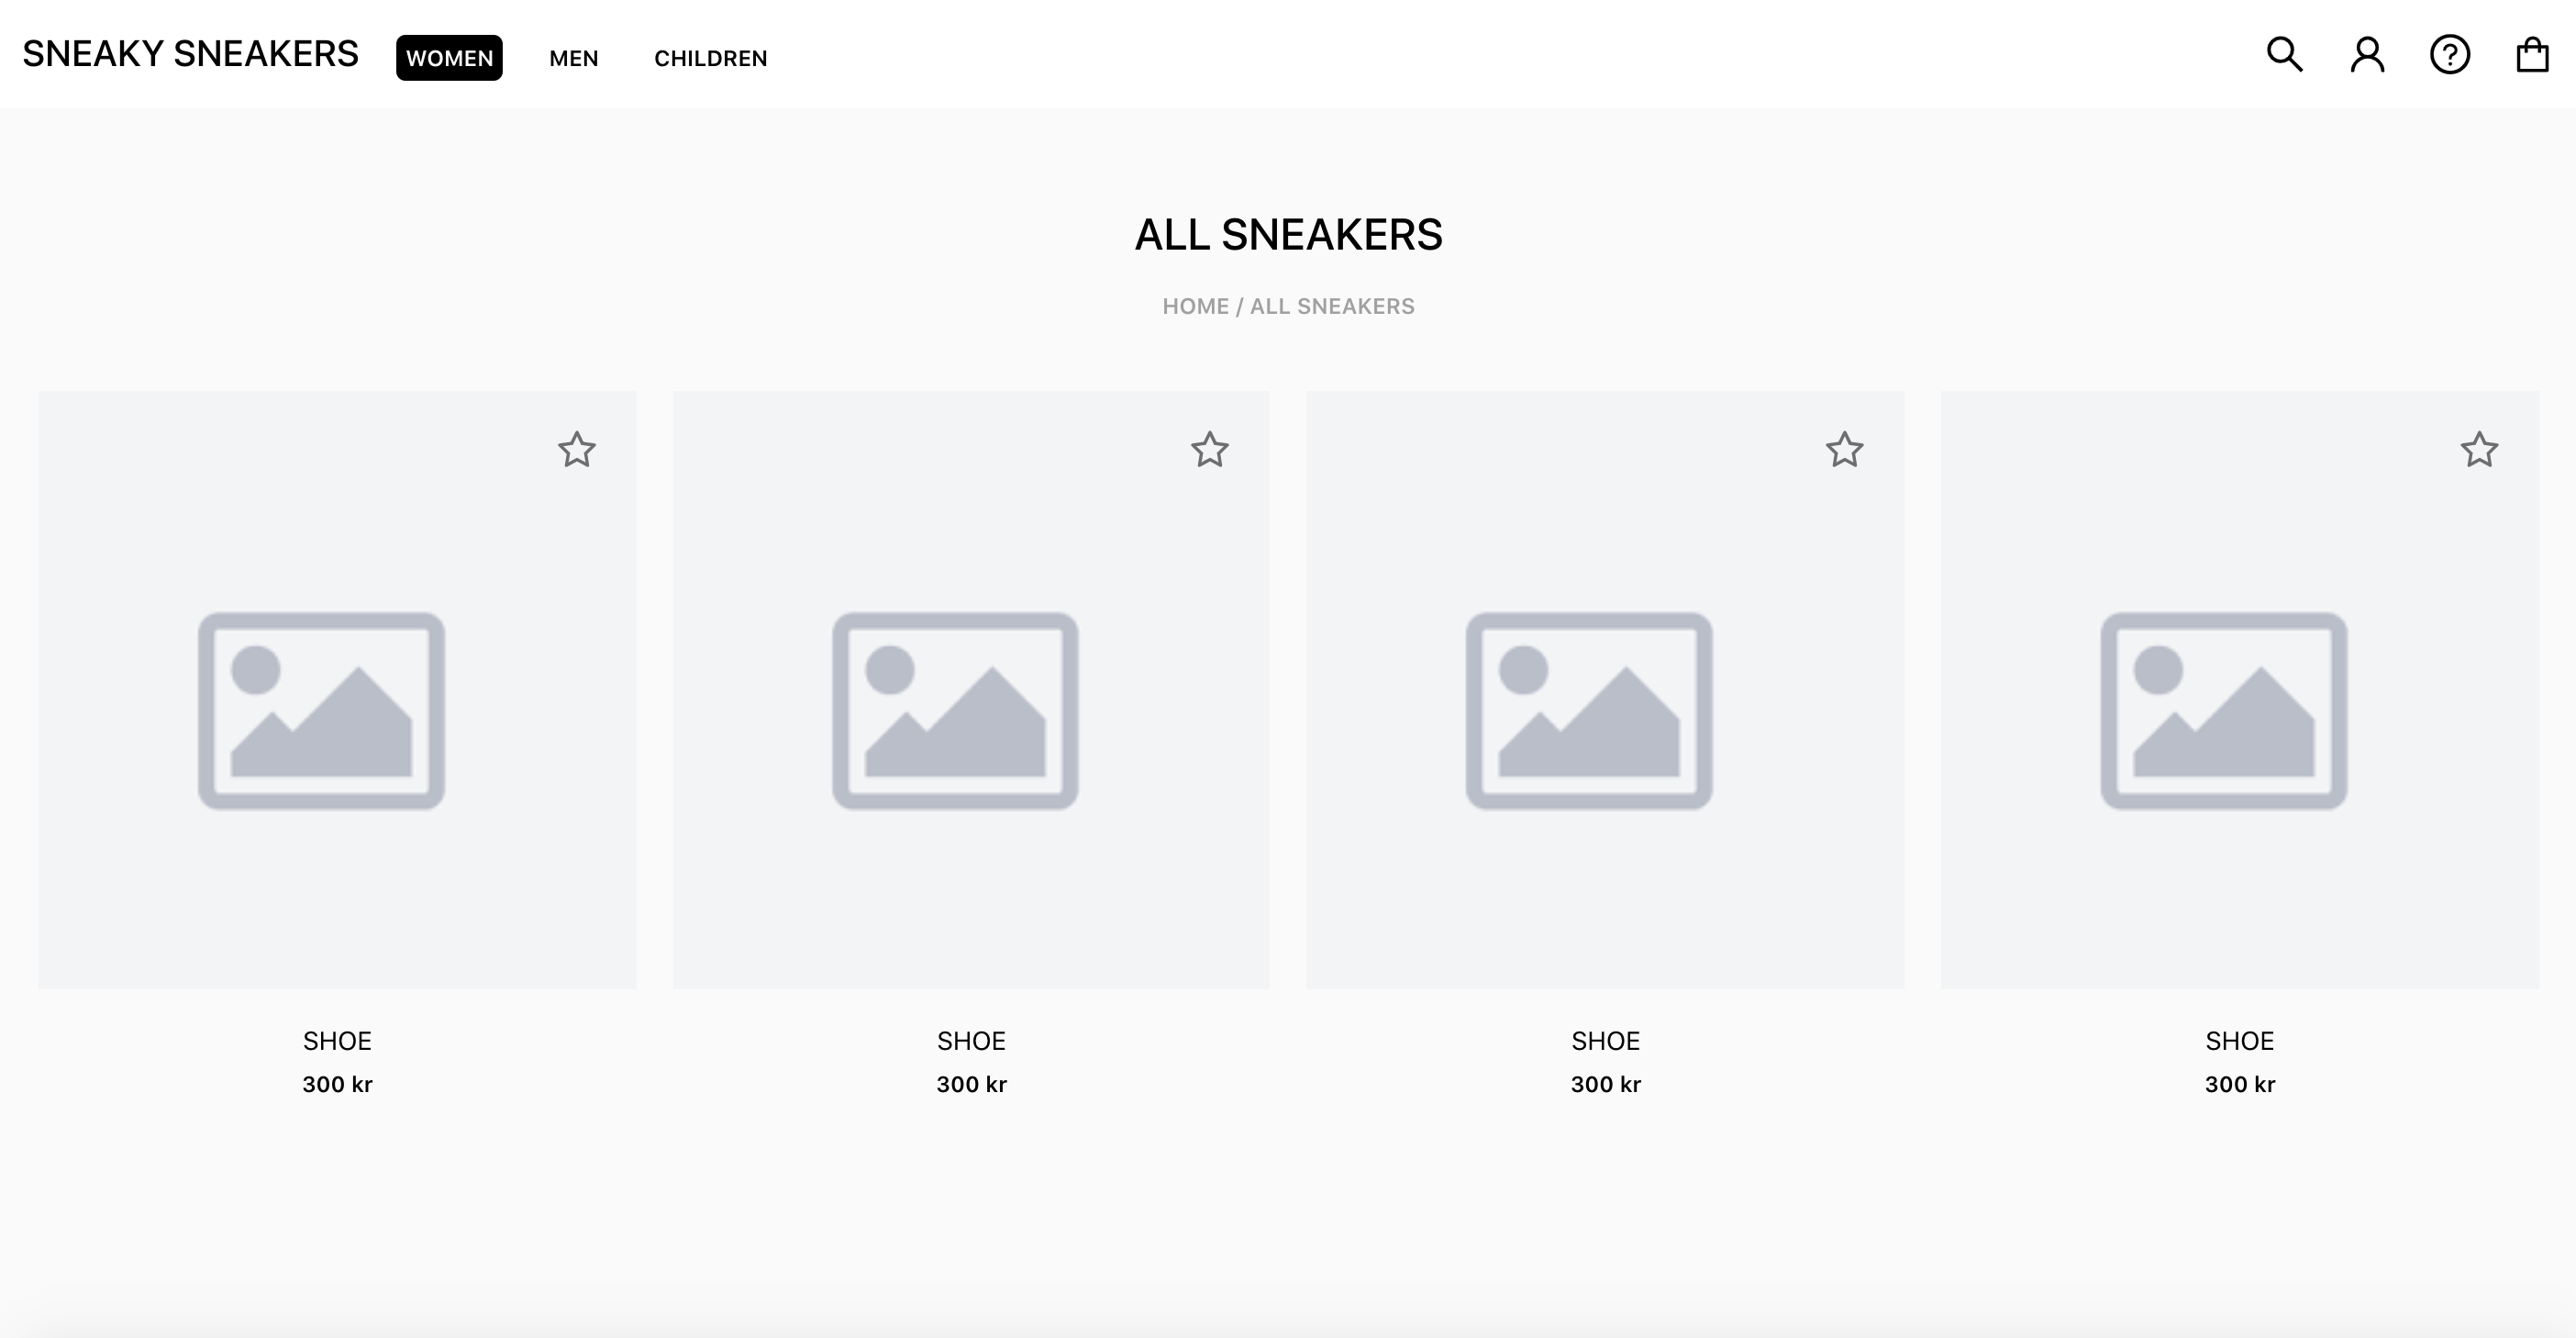 SNEAKY SNEAKERS WOMEN MEN CHILDREN
ALL SNEAKERS
HOME / ALL SNEAKERS
SHOE SHOE SHOE SHOE
300 kr 300 kr 300 kr 300 kr